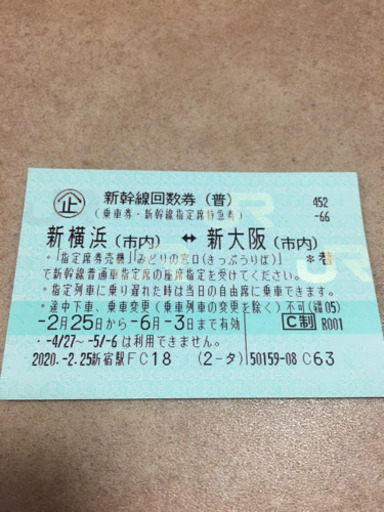 止 新幹線回数券(普) 452
(乗車券・新幹線指定席特急券) -66
新横浜(市内) ↔ 新大阪(市内)
*「指定席券売機」「みどりの窓口(きっぷうりば)」 *替
で新幹線普通車指定席の座席指定を受けてください。
*指定列車に乗り遅れた時は当日の自由席に乗車できます。
*途中下車、乗車変更(乗車列車の変更を除く)不可(繻05)
-2月25日から-6月-3日まで有効 C制 R001
・-4/27~-5/-6は利用できません。
2020.-2.25新宿駅FC18 (2-タ) 50159-08 C63